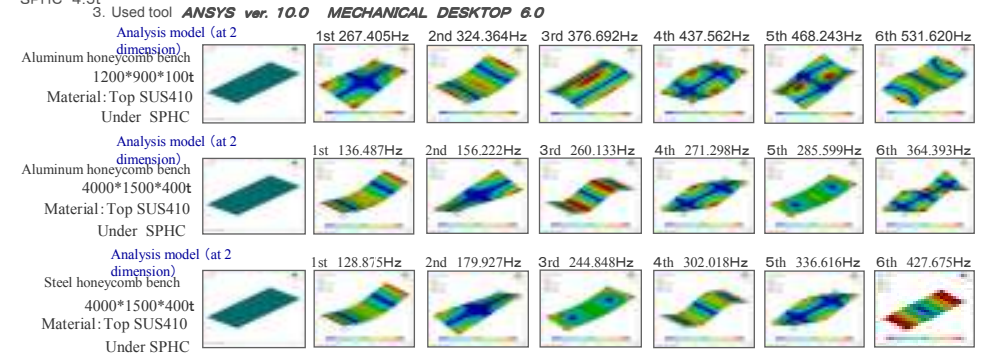 SPHC 4.5t
3. Used tool ANSYS ver. 10.0 MECHANICAL DESKTOP 6.0
Analysis model (at 2 dimension)
1st 267.405Hz 2nd 324.364Hz 3rd 376.692Hz 4th 437.562Hz 5th 468.243Hz 6th 531.620Hz
Aluminum honeycomb bench
1200*900*100t
Material:Top SUS410
Under SPHC
Analysis model (at 2 dimension)
1st 136.487Hz 2nd 156.222Hz 3rd 260.133Hz 4th 271.298Hz 5th 285.599Hz 6th 364.393Hz
Aluminum honeycomb bench
4000*1500*400t
Material:Top SUS410
Under SPHC
Analysis model (at 2 dimension)
1st 128.875Hz 2nd 179.927Hz 3rd 244.848Hz 4th 302.018Hz 5th 336.616Hz 6th 427.675Hz
Steel honeycomb bench
4000*1500*400t
Material:Top SUS410
Under SPHC